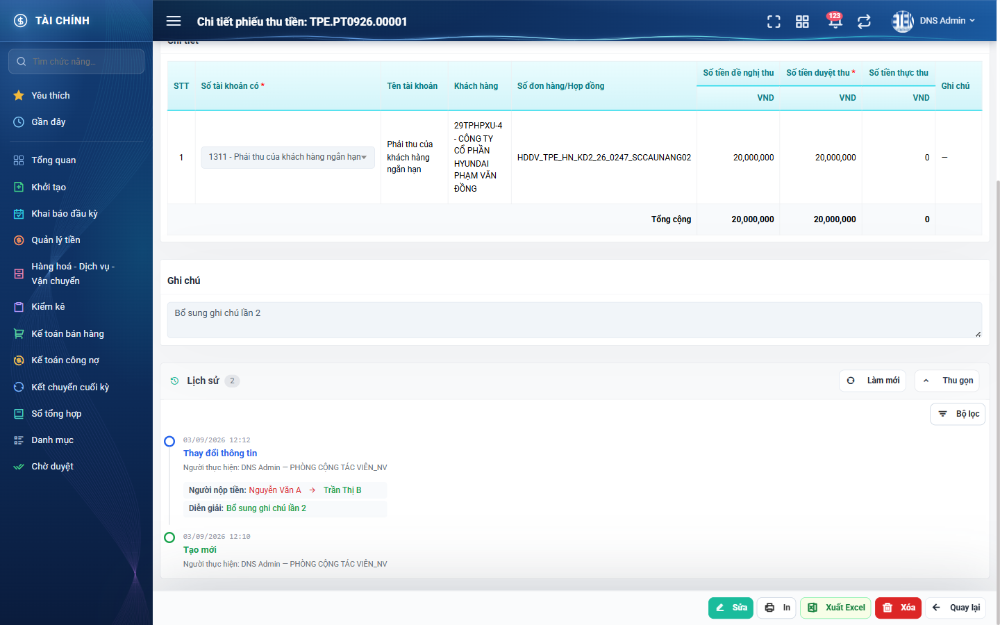 TÀI CHÍNH
Chi tiết phiếu thu tiền: TPE.PT0926.00001
123
DNS Admin
Tìm chức năng...
Yêu thích
Gần đây
Tổng quan
Khởi tạo
Khai báo đầu kỳ
Quản lý tiền
Hàng hoá - Dịch vụ -
Vận chuyển
Kiểm kê
Kế toán bán hàng
Kế toán công nợ
Kết chuyển cuối kỳ
Sổ tổng hợp
Danh mục
Chờ duyệt
Chi tiết
STT
Số tài khoản có *
Tên tài khoản
Khách hàng
Số đơn hàng/Hợp đồng
Số tiền đề nghị thu
Số tiền duyệt thu *
Số tiền thực thu
Ghi chú
VND
VND
VND
1
1311 - Phải thu của khách hàng ngắn hạn
Phải thu của
khách hàng
ngắn hạn
29TPHPXU-4
- CÔNG TY
CỔ PHẦN
HYUNDAI
PHẠM VĂN
ĐỒNG
HDDV_TPE_HN_KD2_26_0247_SCCAUNANG02
20,000,000
20,000,000
0
—
Tổng cộng
20,000,000
20,000,000
0
Ghi chú
Bổ sung ghi chú lần 2
Lịch sử 2
Làm mới
Thu gọn
Bộ lọc
03/09/2026 12:12
Thay đổi thông tin
Người thực hiện: DNS Admin — PHÒNG CỘNG TÁC VIÊN_NV
Người nộp tiền: Nguyễn Văn A → Trần Thị B
Diễn giải: Bổ sung ghi chú lần 2
03/09/2026 12:10
Tạo mới
Người thực hiện: DNS Admin — PHÒNG CỘNG TÁC VIÊN_NV
Sửa
In
Xuất Excel
Xóa
Quay lại